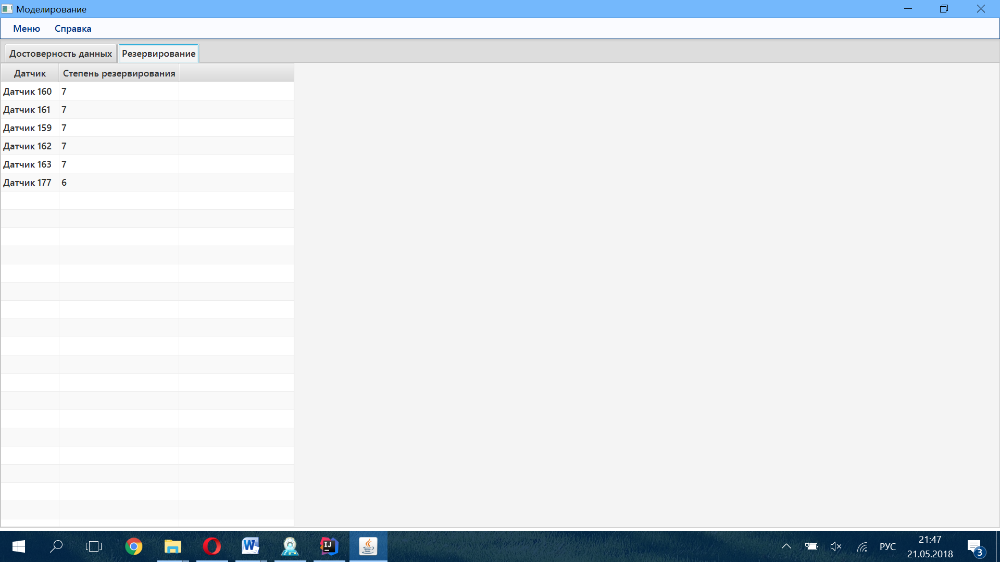 Моделирование
Меню Справка
Достоверность данных Резервирование
Датчик Степень резервирования
Датчик 160 7
Датчик 161 7
Датчик 159 7
Датчик 162 7
Датчик 163 7
Датчик 177 6
РУС 21:47
21.05.2018
3